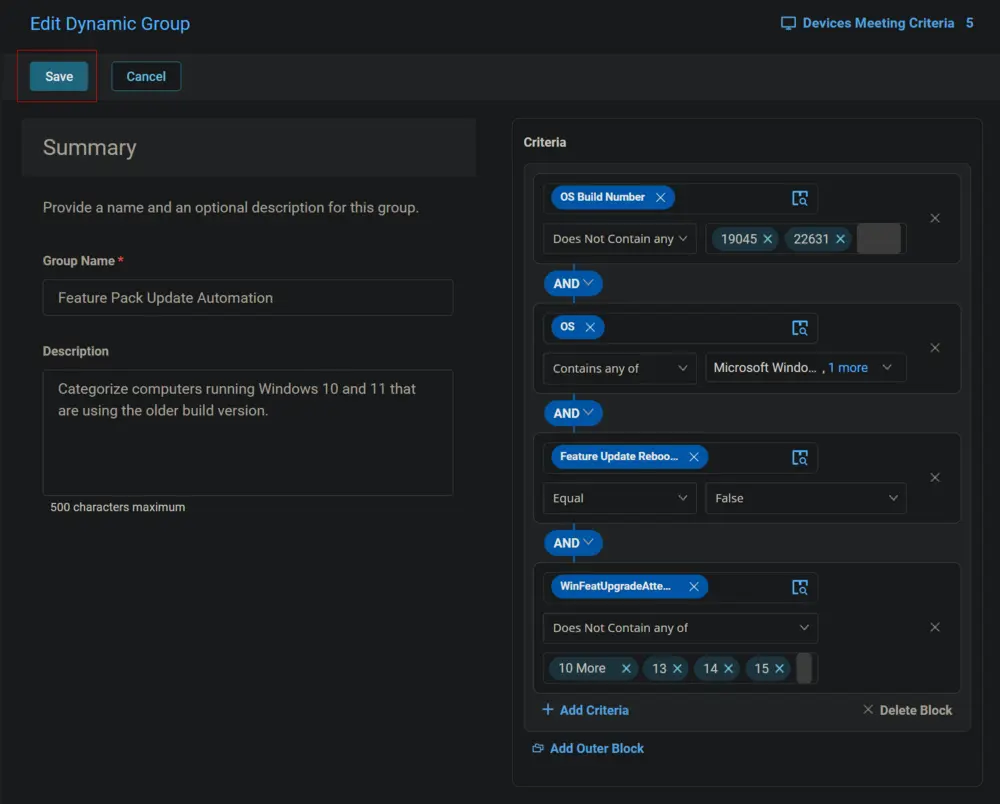 Edit Dynamic Group
Devices Meeting Criteria 5
Save
Cancel
Summary
Provide a name and an optional description for this group.
Group Name *
Feature Pack Update Automation
Description
Categorize computers running Windows 10 and 11 that
are using the older build version.
500 characters maximum
Criteria
OS Build Number
Does Not Contain any
19045
22631
AND
OS
Contains any of
Microsoft Windo... , 1 more
AND
Feature Update Reboo...
Equal
False
AND
WinFeatUpgradeAtte...
Does Not Contain any of
10 More
13
14
15
Add Criteria
Delete Block
Add Outer Block